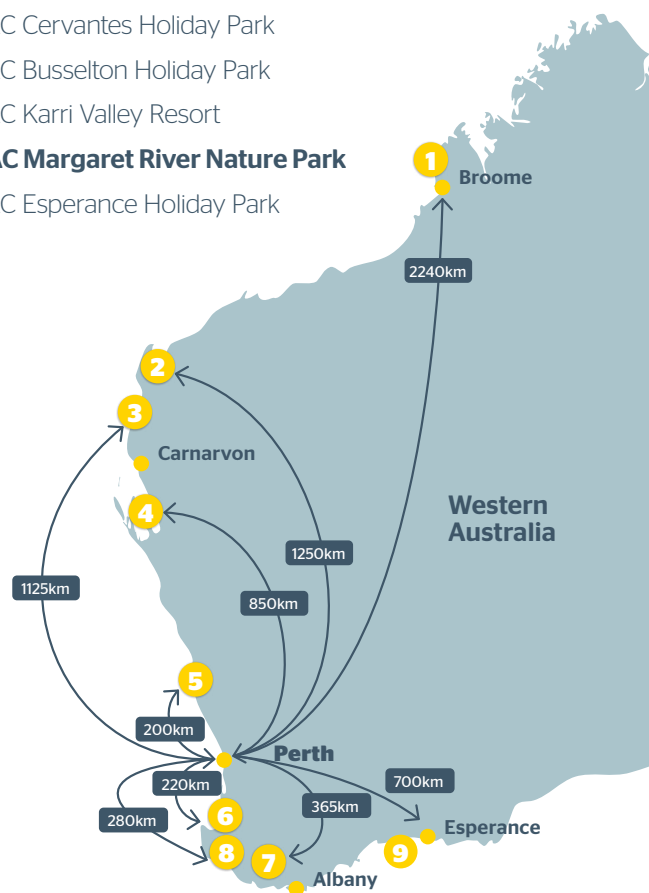 C Cervantes Holiday Park
C Busselton Holiday Park
C Karri Valley Resort
AC Margaret River Nature Park
C Esperance Holiday Park
1
Broome
2240km
2
3
Carnarvon
4
Western
Australia
1250km
1125km
850km
5
200km
Perth
220km
700km
280km
6
365km
Esperance
8
7
9
Albany